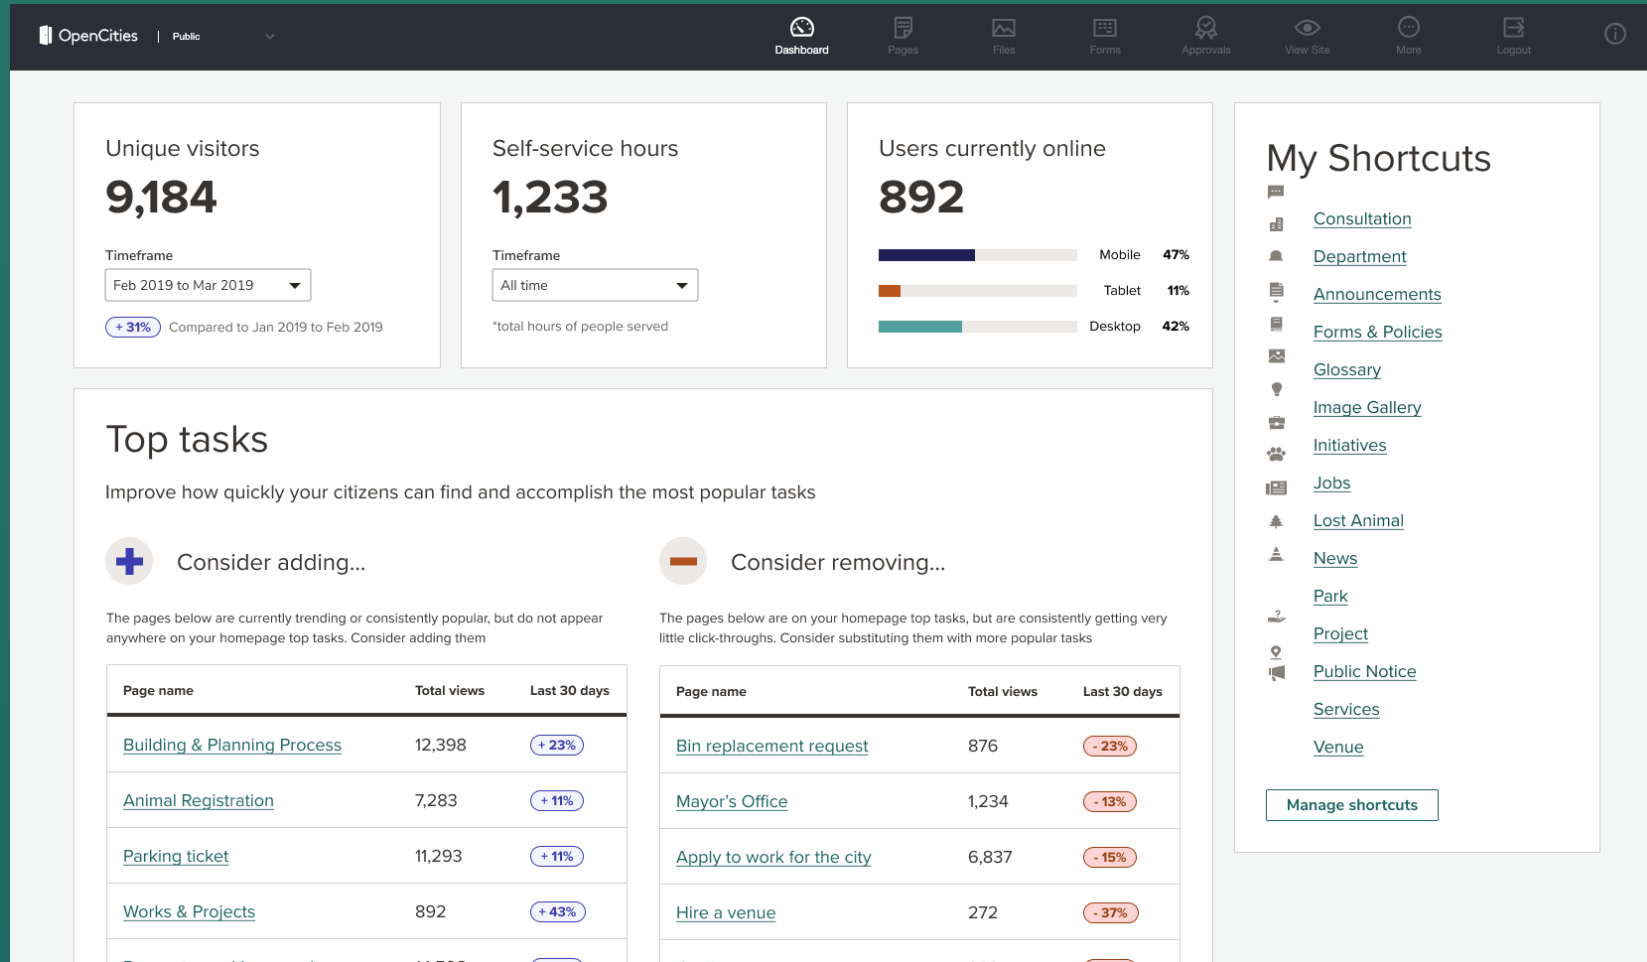 OpenCities | Public
Dashboard
Pages
Files
Forms
Approvals
View Site
More
Logout
Unique visitors
9,184
Timeframe
Feb 2019 to Mar 2019
+ 31% Compared to Jan 2019 to Feb 2019
Self-service hours
1,233
Timeframe
All time
*total hours of people served
Users currently online
892
Mobile 47%
Tablet 11%
Desktop 42%
My Shortcuts
Consultation
Department
Announcements
Forms & Policies
Glossary
Image Gallery
Initiatives
Jobs
Lost Animal
News
Park
Project
Public Notice
Services
Venue
Manage shortcuts
Top tasks
Improve how quickly your citizens can find and accomplish the most popular tasks
Consider adding...
The pages below are currently trending or consistently popular, but do not appear
anywhere on your homepage top tasks. Consider adding them
Page name Total views Last 30 days
Building & Planning Process 12,398 + 23%
Animal Registration 7,283 + 11%
Parking ticket 11,293 + 11%
Works & Projects 892 + 43%
Consider removing...
The pages below are on your homepage top tasks, but are consistently getting very
little click-throughs. Consider substituting them with more popular tasks
Page name Total views Last 30 days
Bin replacement request 876 - 23%
Mayor's Office 1,234 - 13%
Apply to work for the city 6,837 - 15%
Hire a venue 272 - 37%